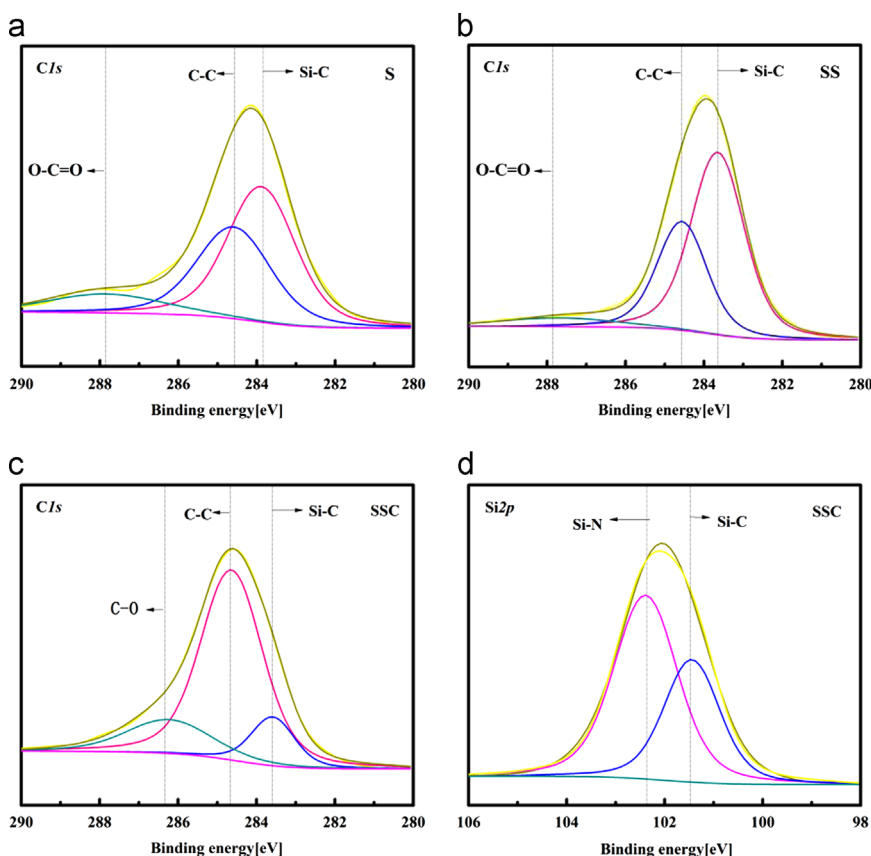 a
C1s
C-C
Si-C
S
O-C=O
290 288 286 284 282 280
Binding energy[eV]
b
C1s
C-C
Si-C
SS
O-C=O
290 288 286 284 282 280
Binding energy[eV]
c
C1s
C-C
Si-C
SSC
C-O
290 288 286 284 282 280
Binding energy[eV]
d
Si2p
Si-N
Si-C
SSC
106 104 102 100 98
Binding energy[eV]